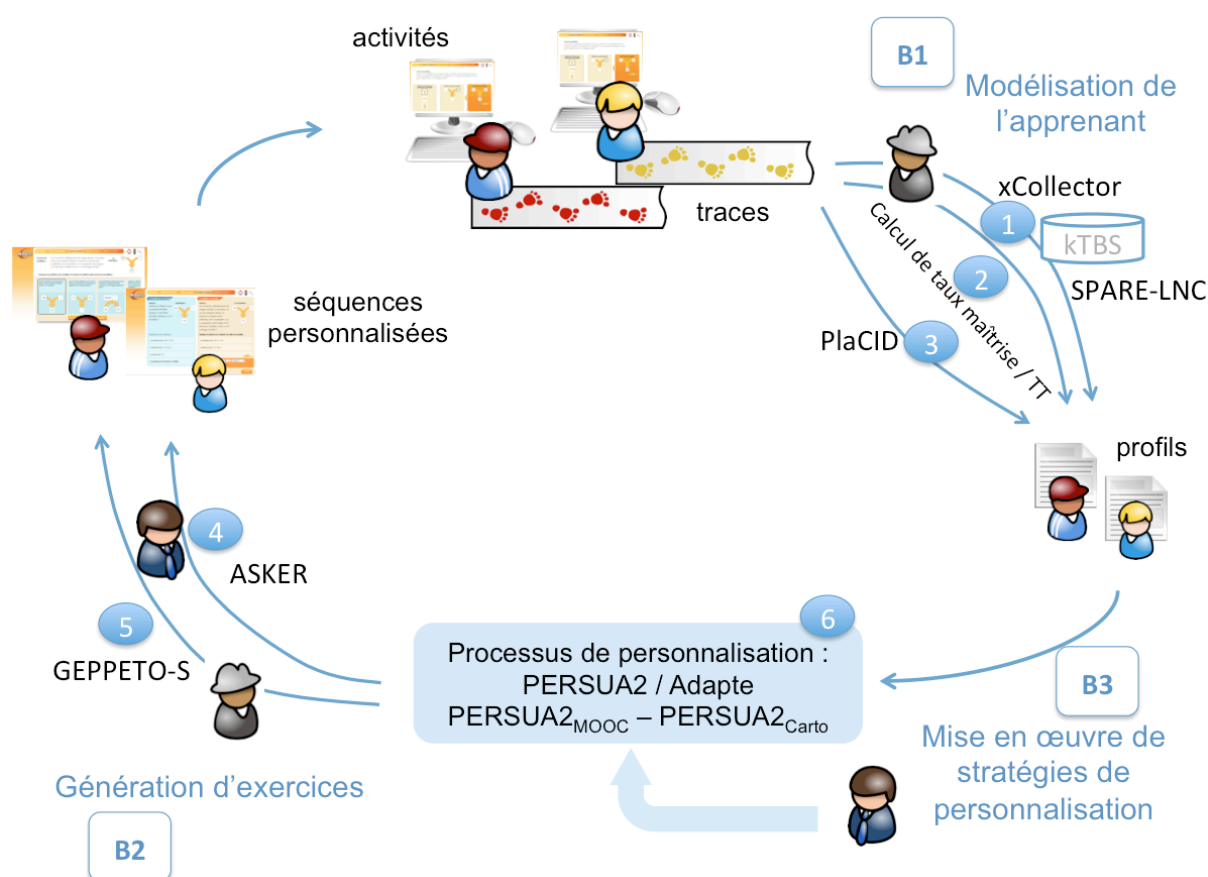 activités
B1
Modélisation de
l'apprenant
xCollector
1
kTBS
traces
Calcul de taux maîtrise / TT
2
SPARE-LNC
séquences
personnalisées
PlaCID
3
profils
4
ASKER
5
GEPPETO-S
6
Processus de personnalisation :
PERSUA2 / Adapte
PERSUA2MOOC – PERSUA2Carto
B3
Mise en œuvre de
stratégies de
personnalisation
Génération d'exercices
B2